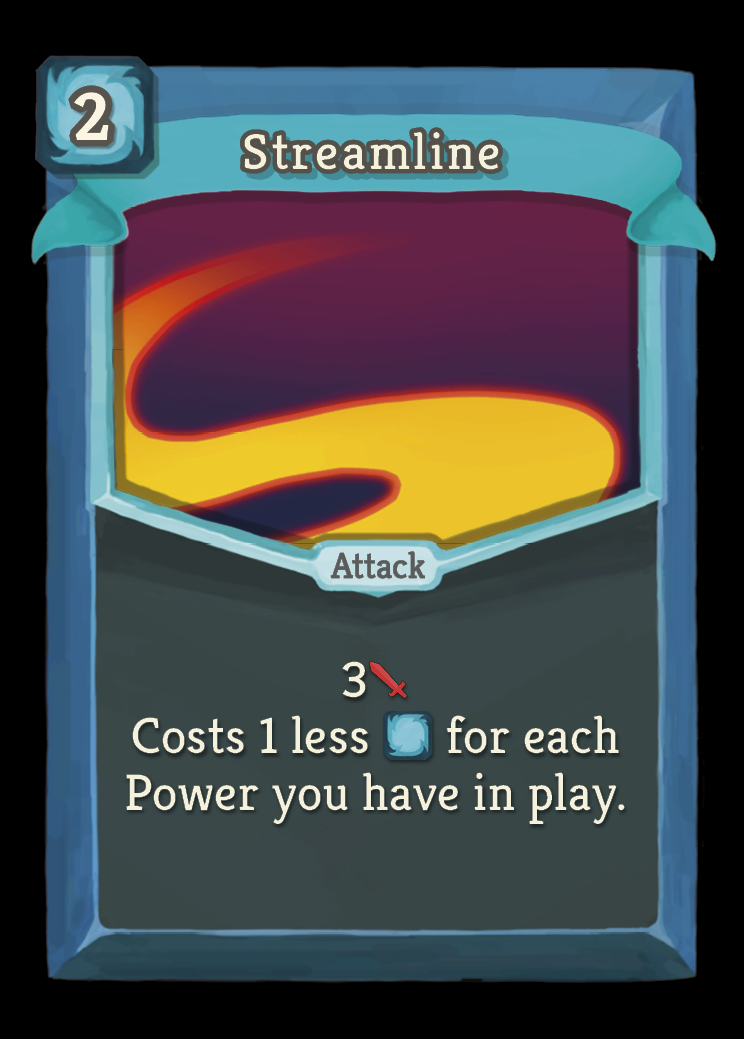 2
Streamline
Attack
3
Costs 1 less for each
Power you have in play.